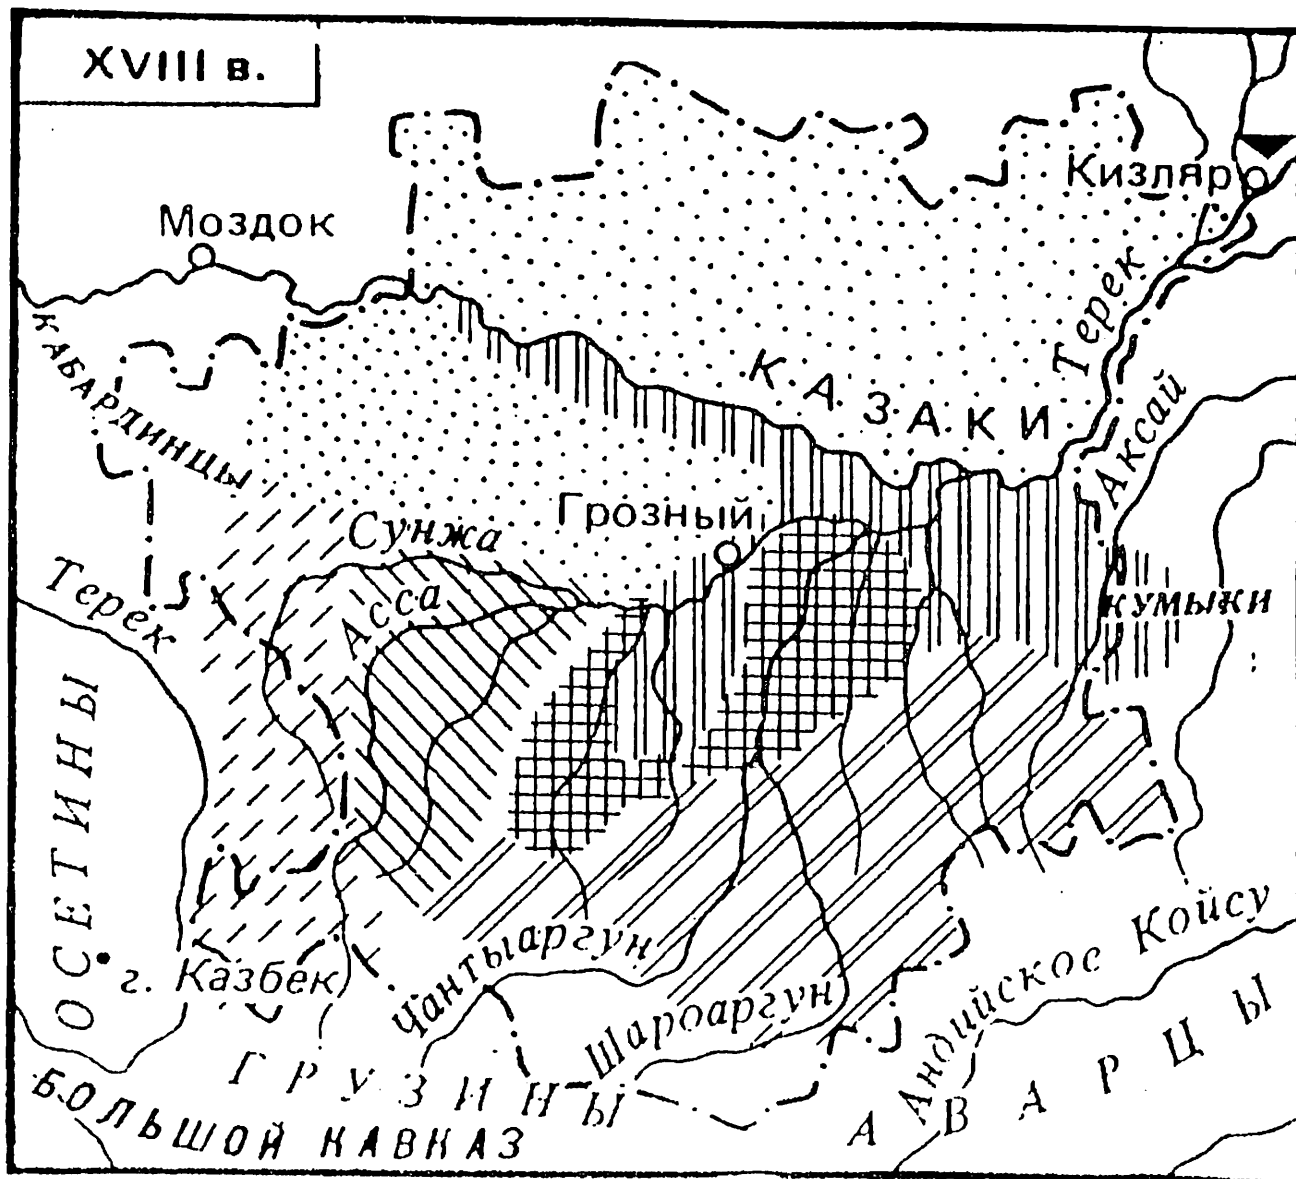 XVIII в.
Кизляр
Моздок
Терек
КАБАРДИНЦЫ
КАЗАКИ
Аксай
Грозный
Сунжа
Терек
Асса
КУМЫКИ
ОСЕТИНЫ
г. Казбек
Чантыаргун
Шароаргун
Андийское Койсу
ГРУЗИНЫ
АВАРЦЫ
БОЛЬШОЙ КАВКАЗ